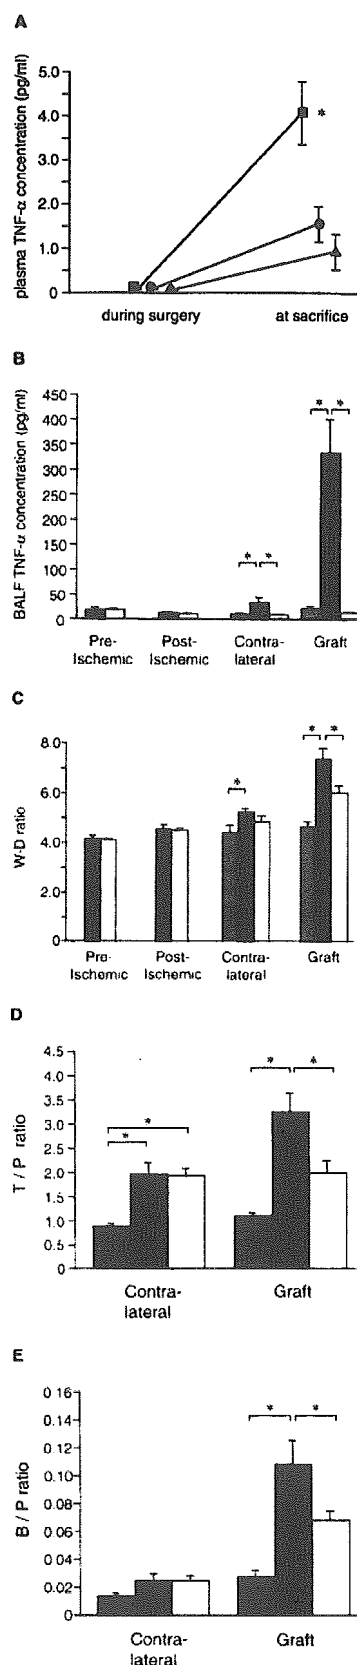 A
plasma TNF-α concentration (pg/ml)
5.0
4.0
3.0
2.0
1.0
0
*
during surgery
at sacrifice
B
BALF TNF-α concentration (pg/ml)
450
400
350
300
250
200
150
100
50
0
* *
* *
Pre-
Ischemic
Post-
Ischemic
Contra-
lateral
Graft
C
W-D ratio
8.0
6.0
4.0
2.0
0
*
* *
Pre-
Ischemic
Post-
Ischemic
Contra-
lateral
Graft
D
T / P ratio
4.5
4.0
3.5
3.0
2.5
2.0
1.5
1.0
0.5
0
*
*
* *
Contra-
lateral
Graft
E
B / P ratio
0.16
0.12
0.10
0.08
0.06
0.04
0.02
0
* *
Contra-
lateral
Graft